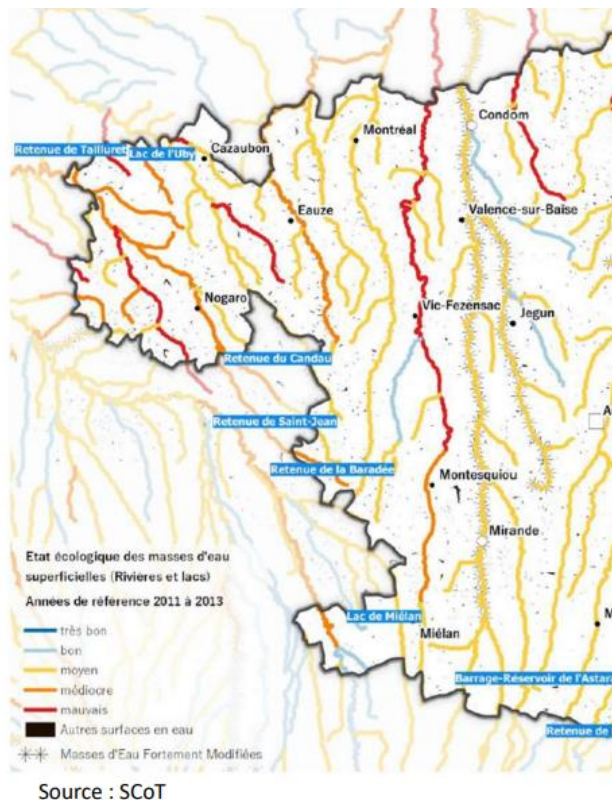 Condom
Montréal
Retenue de Tailluret
Lac de l'Uby
Cazaubon
Eauze
Valence-sur-Baise
Nogaro
Vic-Fezensac
Jegun
Retenue du Candau
Retenue de Saint-Jean
A
Retenue de la Baradée
Montesquiou
Mirande
Etat écologique des masses d'eau
superficielles (Rivières et lacs)
Années de référence 2011 à 2013
Lac de Miélan
Miélan
M
très bon
bon
moyen
médiocre
mauvais
Autres surfaces en eau
Masses d'Eau Fortement Modifiées
Barrage-Réservoir de l'Astara
Retenue de
Source : SCoT